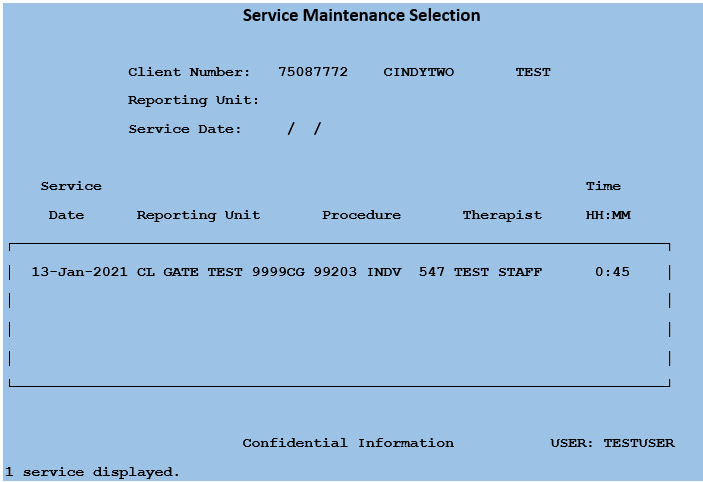 Service Maintenance Selection
Client Number: 75087772 CINDYTWO TEST
Reporting Unit:
Service Date: / /
Service Time
Date Reporting Unit Procedure Therapist HH:MM
13-Jan-2021 CL GATE TEST 9999CG 99203 INDV 547 TEST STAFF 0:45
Confidential Information USER: TESTUSER
1 service displayed.